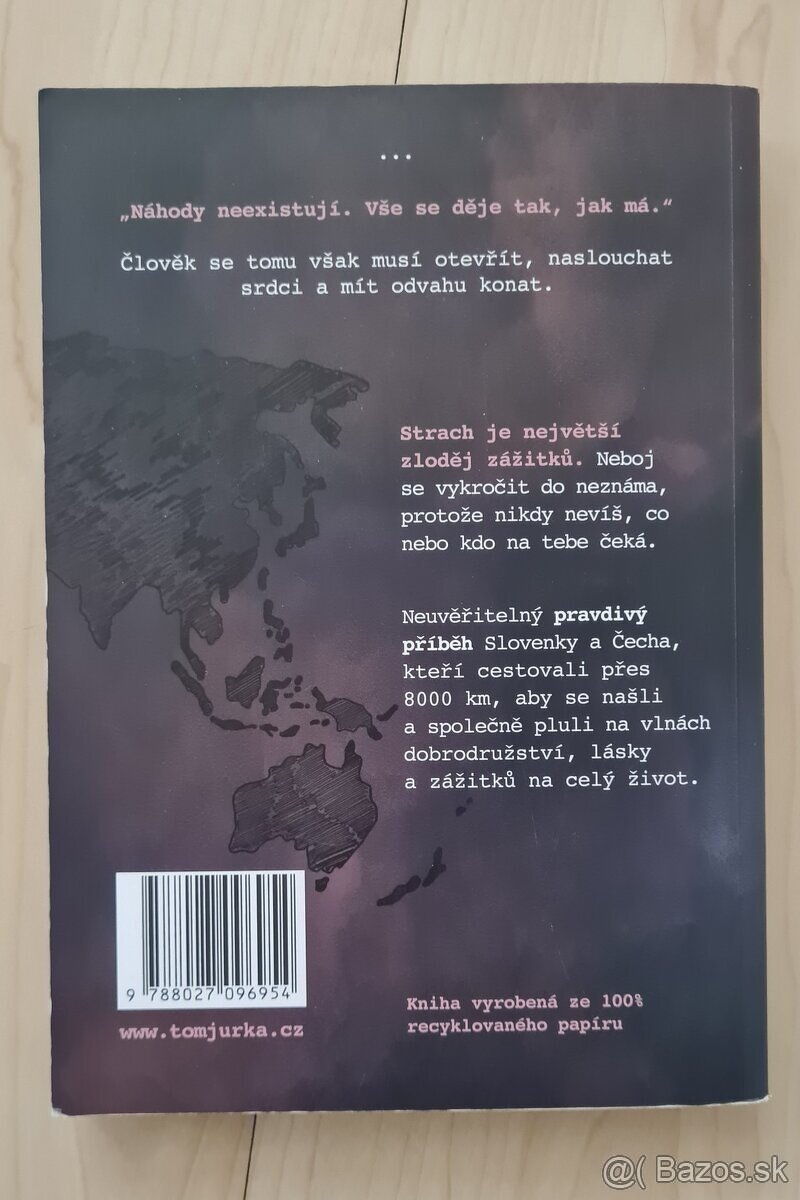 ...
„Náhody neexistují. Vše se děje tak, jak má.“
Člověk se tomu však musí otevřít, naslouchat
srdci a mít odvahu konat.
Strach je největší
zloděj zážitků. Neboj
se vykročit do neznáma,
protože nikdy nevíš, co
nebo kdo na tebe čeká.
Neuvěřitelný pravdivý
příběh Slovenky a Čecha,
kteří cestovali přes
8000 km, aby se našli
a společně pluli na vlnách
dobrodružství, lásky
a zážitků na celý život.
9 788027 096954
www.tomjurka.cz
Kniha vyrobená ze 100%
recyklovaného papíru
@( Bazos.sk